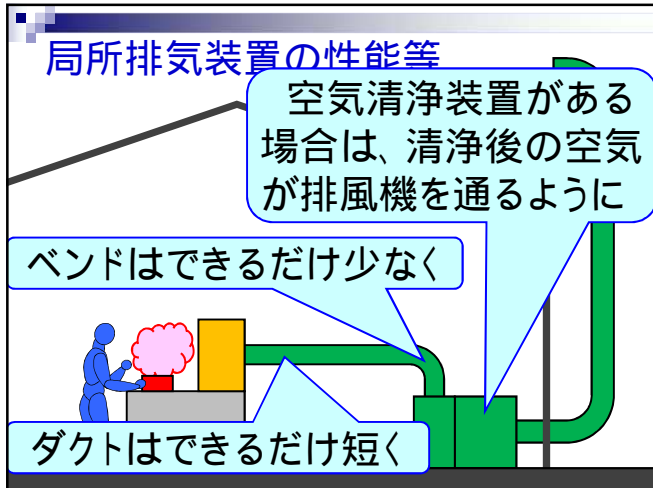 局所排気装置の性能等
空気清浄装置がある
場合は、清浄後の空気
が排風機を通るように
ベンドはできるだけ少なく
ダクトはできるだけ短く